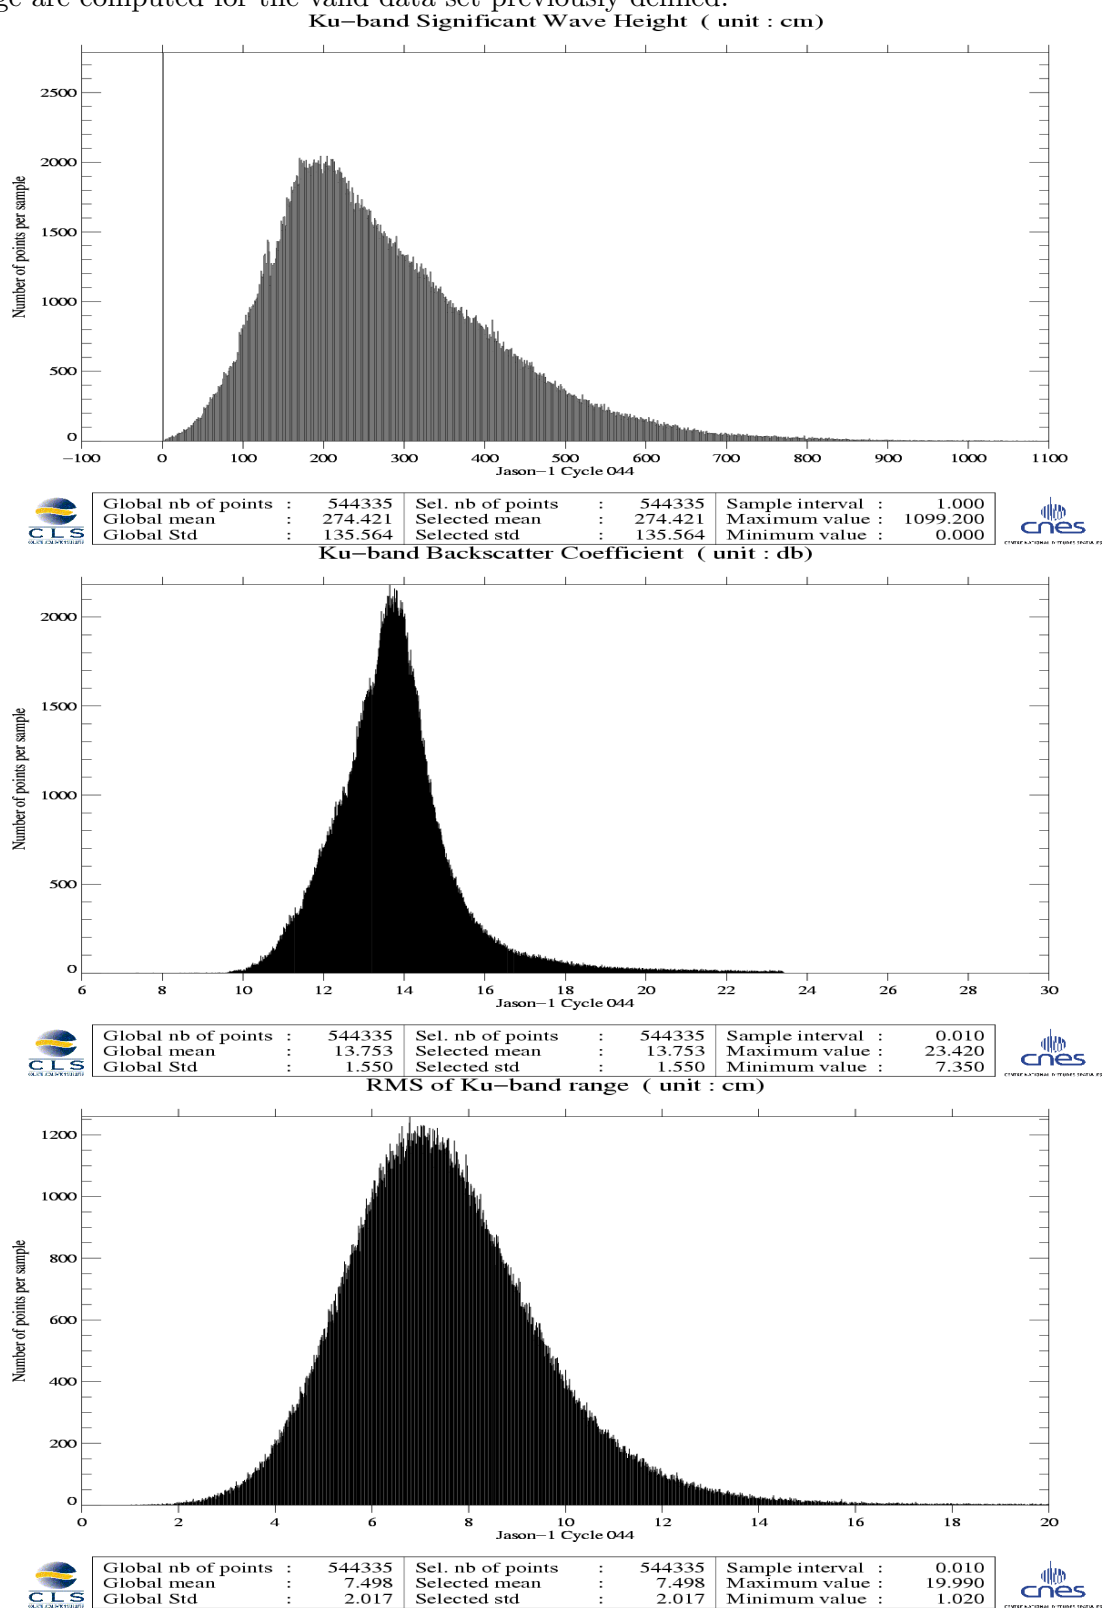 ge are computed for the valid data set previously defined.
Ku-band Significant Wave Height ( unit : cm)
Number of points per sample
2500
2000
1500
1000
500
0
-100 0 100 200 300 400 500 600 700 800 900 1000 1100
Jason-1 Cycle 044
CLS
Global nb of points : 544335 Sel. nb of points : 544335 Sample interval : 1.000
Global mean : 274.421 Selected mean : 274.421 Maximum value : 1099.200
Global Std : 135.564 Selected std : 135.564 Minimum value : 0.000
cnes
Ku-band Backscatter Coefficient ( unit : db)
Number of points per sample
2000
1500
1000
500
0
6 8 10 12 14 16 18 20 22 24 26 28 30
Jason-1 Cycle 044
CLS
Global nb of points : 544335 Sel. nb of points : 544335 Sample interval : 0.010
Global mean : 13.753 Selected mean : 13.753 Maximum value : 23.420
Global Std : 1.550 Selected std : 1.550 Minimum value : 7.350
cnes
RMS of Ku-band range ( unit : cm)
Number of points per sample
1200
1000
800
600
400
200
0
0 2 4 6 8 10 12 14 16 18 20
Jason-1 Cycle 044
CLS
Global nb of points : 544335 Sel. nb of points : 544335 Sample interval : 0.010
Global mean : 7.498 Selected mean : 7.498 Maximum value : 19.990
Global Std : 2.017 Selected std : 2.017 Minimum value : 1.020
cnes